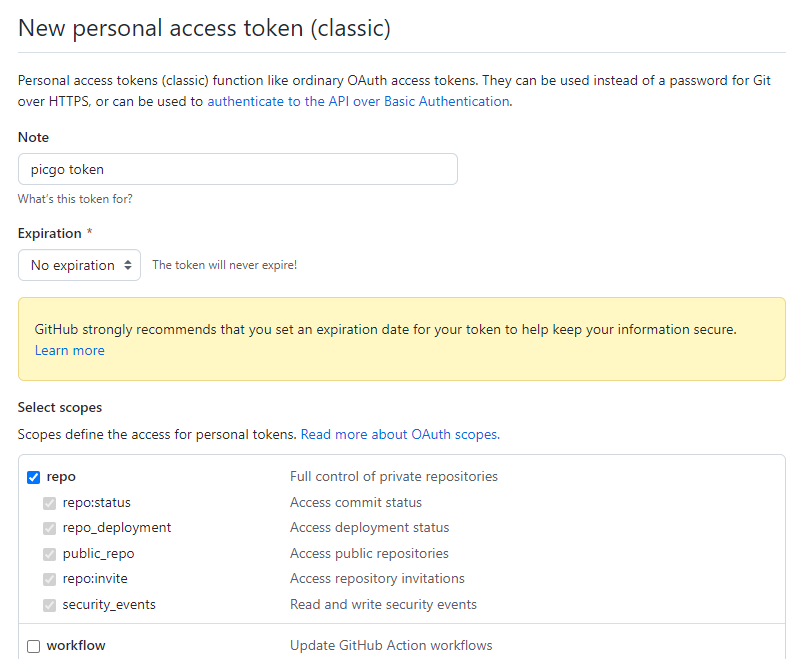 New personal access token (classic)
Personal access tokens (classic) function like ordinary OAuth access tokens. They can be used instead of a password for Git
over HTTPS, or can be used to authenticate to the API over Basic Authentication.
Note
picgo token
What's this token for?
Expiration *
No expiration The token will never expire!
GitHub strongly recommends that you set an expiration date for your token to help keep your information secure.
Learn more
Select scopes
Scopes define the access for personal tokens. Read more about OAuth scopes.
repo Full control of private repositories
repo:status Access commit status
repo_deployment Access deployment status
public_repo Access public repositories
repo:invite Access repository invitations
security_events Read and write security events
workflow Update GitHub Action workflows